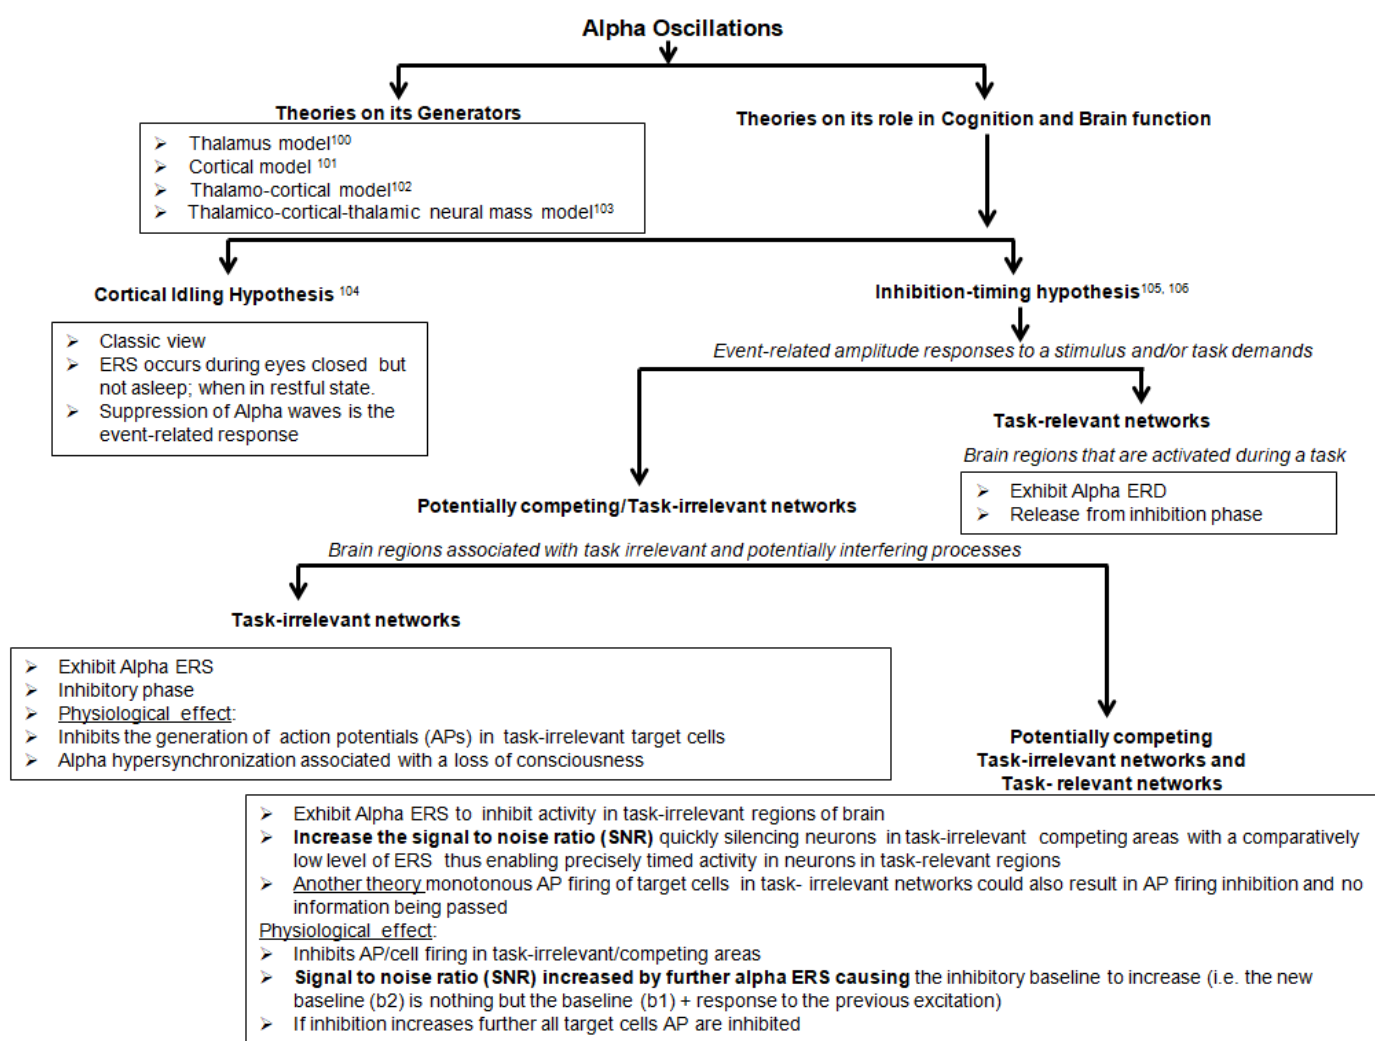 Alpha Oscillations
Theories on its Generators
➢ Thalamus model100
➢ Cortical model 101
➢ Thalamo-cortical model102
➢ Thalamico-cortical-thalamic neural mass model103
Theories on its role in Cognition and Brain function
Cortical Idling Hypothesis 104
➢ Classic view
➢ ERS occurs during eyes closed but
not asleep; when in restful state.
➢ Suppression of Alpha waves is the
event-related response
Inhibition-timing hypothesis105, 106
Event-related amplitude responses to a stimulus and/or task demands
Task-relevant networks
Brain regions that are activated during a task
➢ Exhibit Alpha ERD
➢ Release from inhibition phase
Potentially competing/Task-irrelevant networks
Brain regions associated with task irrelevant and potentially interfering processes
Task-irrelevant networks
➢ Exhibit Alpha ERS
➢ Inhibitory phase
➢ Physiological effect:
➢ Inhibits the generation of action potentials (APs) in task-irrelevant target cells
➢ Alpha hypersynchronization associated with a loss of consciousness
Potentially competing
Task-irrelevant networks and
Task- relevant networks
➢ Exhibit Alpha ERS to inhibit activity in task-irrelevant regions of brain
➢ Increase the signal to noise ratio (SNR) quickly silencing neurons in task-irrelevant competing areas with a comparatively
low level of ERS thus enabling precisely timed activity in neurons in task-relevant regions
➢ Another theory monotonous AP firing of target cells in task- irrelevant networks could also result in AP firing inhibition and no
information being passed
Physiological effect:
➢ Inhibits AP/cell firing in task-irrelevant/competing areas
➢ Signal to noise ratio (SNR) increased by further alpha ERS causing the inhibitory baseline to increase (i.e. the new
baseline (b2) is nothing but the baseline (b1) + response to the previous excitation)
➢ If inhibition increases further all target cells AP are inhibited